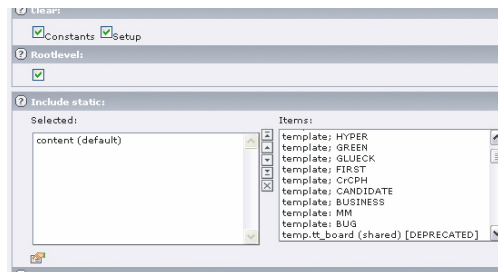 Clear:
Constants Setup
Rootlevel:
Include static:
Selected:
Items:
content (default)
template; HYPER
template; GREEN
template; GLUECK
template; FIRST
template; CrCPH
template; CANDIDATE
template; BUSINESS
template: MM
template: BUG
temp.tt_board (shared) [DEPRECATED]